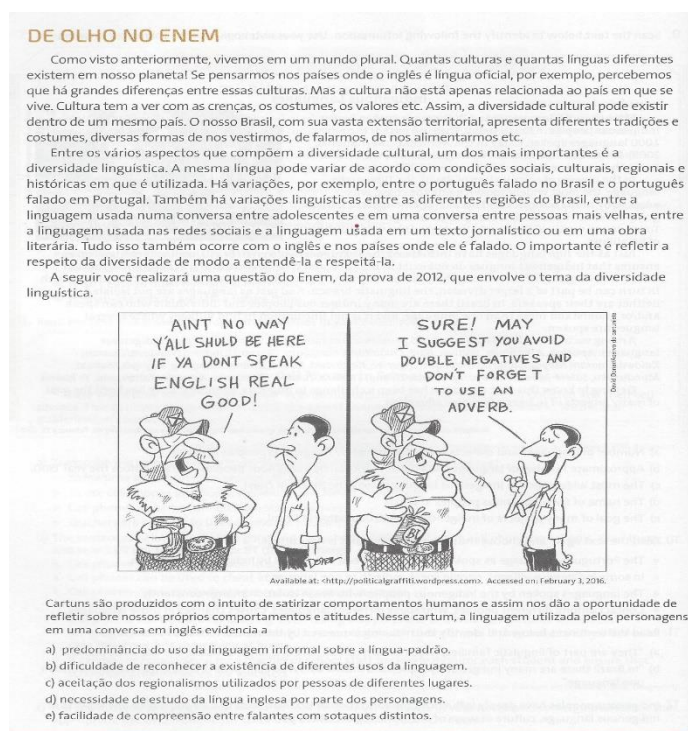 DE OLHO NO ENEM
Como visto anteriormente, vivemos em um mundo plural. Quantas culturas e quantas línguas diferentes
existem em nosso planeta! Se pensarmos nos países onde o inglês é língua oficial, por exemplo, percebemos
que há grandes diferenças entre essas culturas. Mas a cultura não está apenas relacionada ao país em que se
vive. Cultura tem a ver com as crenças, os costumes, os valores etc. Assim, a diversidade cultural pode existir
dentro de um mesmo país. O nosso Brasil, com sua vasta extensão territorial, apresenta diferentes tradições e
costumes, diversas formas de nos vestirmos, de falarmos, de nos alimentarmos etc.
Entre os vários aspectos que compõem a diversidade cultural, um dos mais importantes é a
diversidade linguística. A mesma língua pode variar de acordo com condições sociais, culturais, regionais e
históricas em que é utilizada. Há variações, por exemplo, entre o português falado no Brasil e o português
falado em Portugal. Também há variações linguísticas entre as diferentes regiões do Brasil, entre a
linguagem usada numa conversa entre adolescentes e em uma conversa entre pessoas mais velhas, entre
a linguagem usada nas redes sociais e a linguagem usada em um texto jornalístico ou em uma obra
literária. Tudo isso também ocorre com o inglês e nos países onde ele é falado. O importante é refletir a
respeito da diversidade de modo a entendê-la e respeitá-la.
A seguir você realizará uma questão do Enem, da prova de 2012, que envolve o tema da diversidade
linguística.
AINT NO WAY
Y'ALL SHULD BE HERE
IF YA DONT SPEAK
ENGLISH REAL
GOOD!
SURE! MAY
I SUGGEST YOU AVOID
DOUBLE NEGATIVES AND
DON'T FORGET
TO USE AN
ADVERB.
Available at: <http://politicalgraffiti.wordpress.com>. Accessed on: February 3, 2016.
Cartuns são produzidos com o intuito de satirizar comportamentos humanos e assim nos dão a oportunidade de
refletir sobre nossos próprios comportamentos e atitudes. Nesse cartum, a linguagem utilizada pelos personagens
em uma conversa em inglês evidencia a
a) predominância do uso da linguagem informal sobre a língua-padrão.
b) dificuldade de reconhecer a existência de diferentes usos da linguagem.
c) aceitação dos regionalismos utilizados por pessoas de diferentes lugares.
d) necessidade de estudo da língua inglesa por parte dos personagens.
e) facilidade de compreensão entre falantes com sotaques distintos.